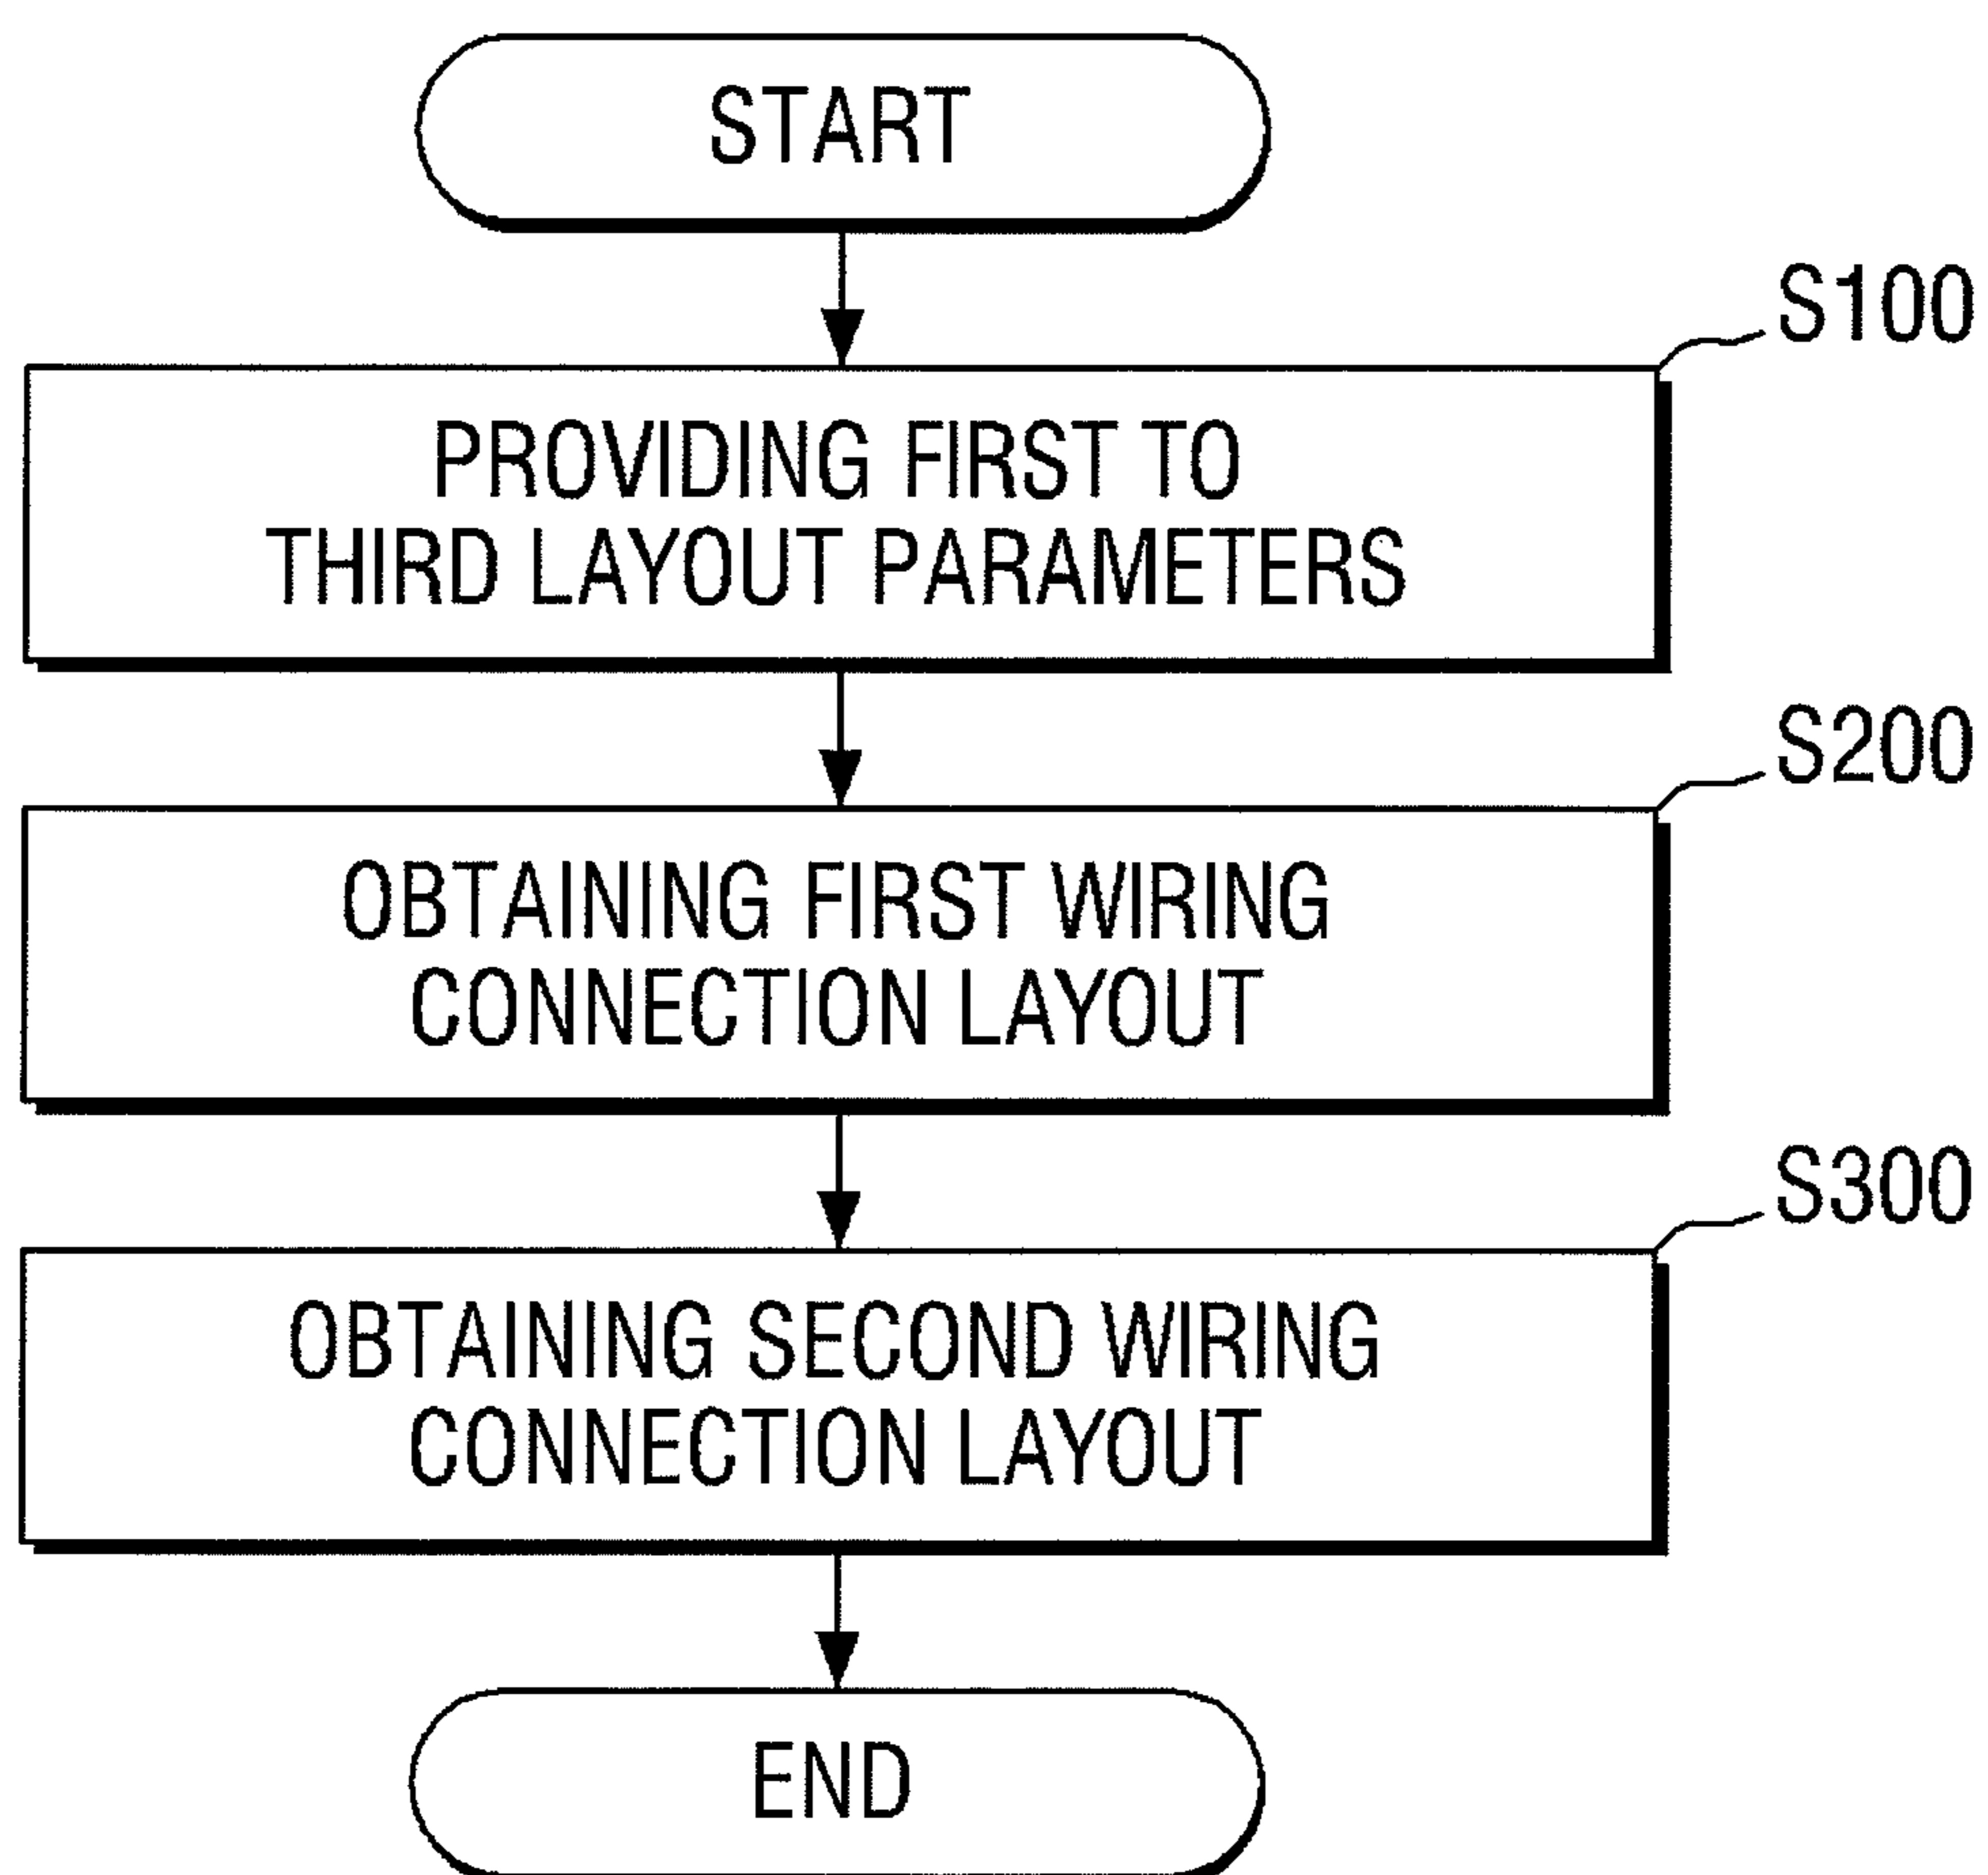 START
S100
PROVIDING FIRST TO
THIRD LAYOUT PARAMETERS
S200
OBTAINING FIRST WIRING
CONNECTION LAYOUT
S300
OBTAINING SECOND WIRING
CONNECTION LAYOUT
END